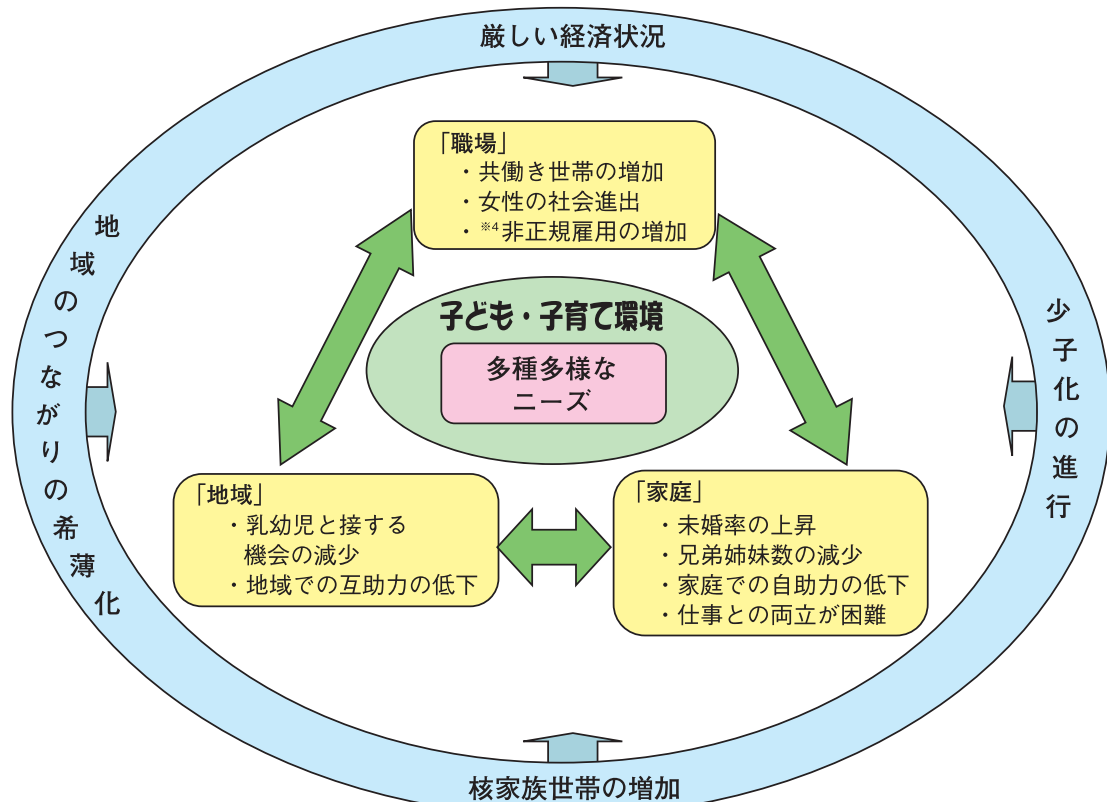 厳しい経済状況
「職場」
・共働き世帯の増加
・女性の社会進出
・※4非正規雇用の増加
地域のつながりの希薄化
子ども・子育て環境
多種多様な
ニーズ
少子化の進行
「地域」
・乳幼児と接する
機会の減少
・地域での互助力の低下
「家庭」
・未婚率の上昇
・兄弟姉妹数の減少
・家庭での自助力の低下
・仕事との両立が困難
核家族世帯の増加